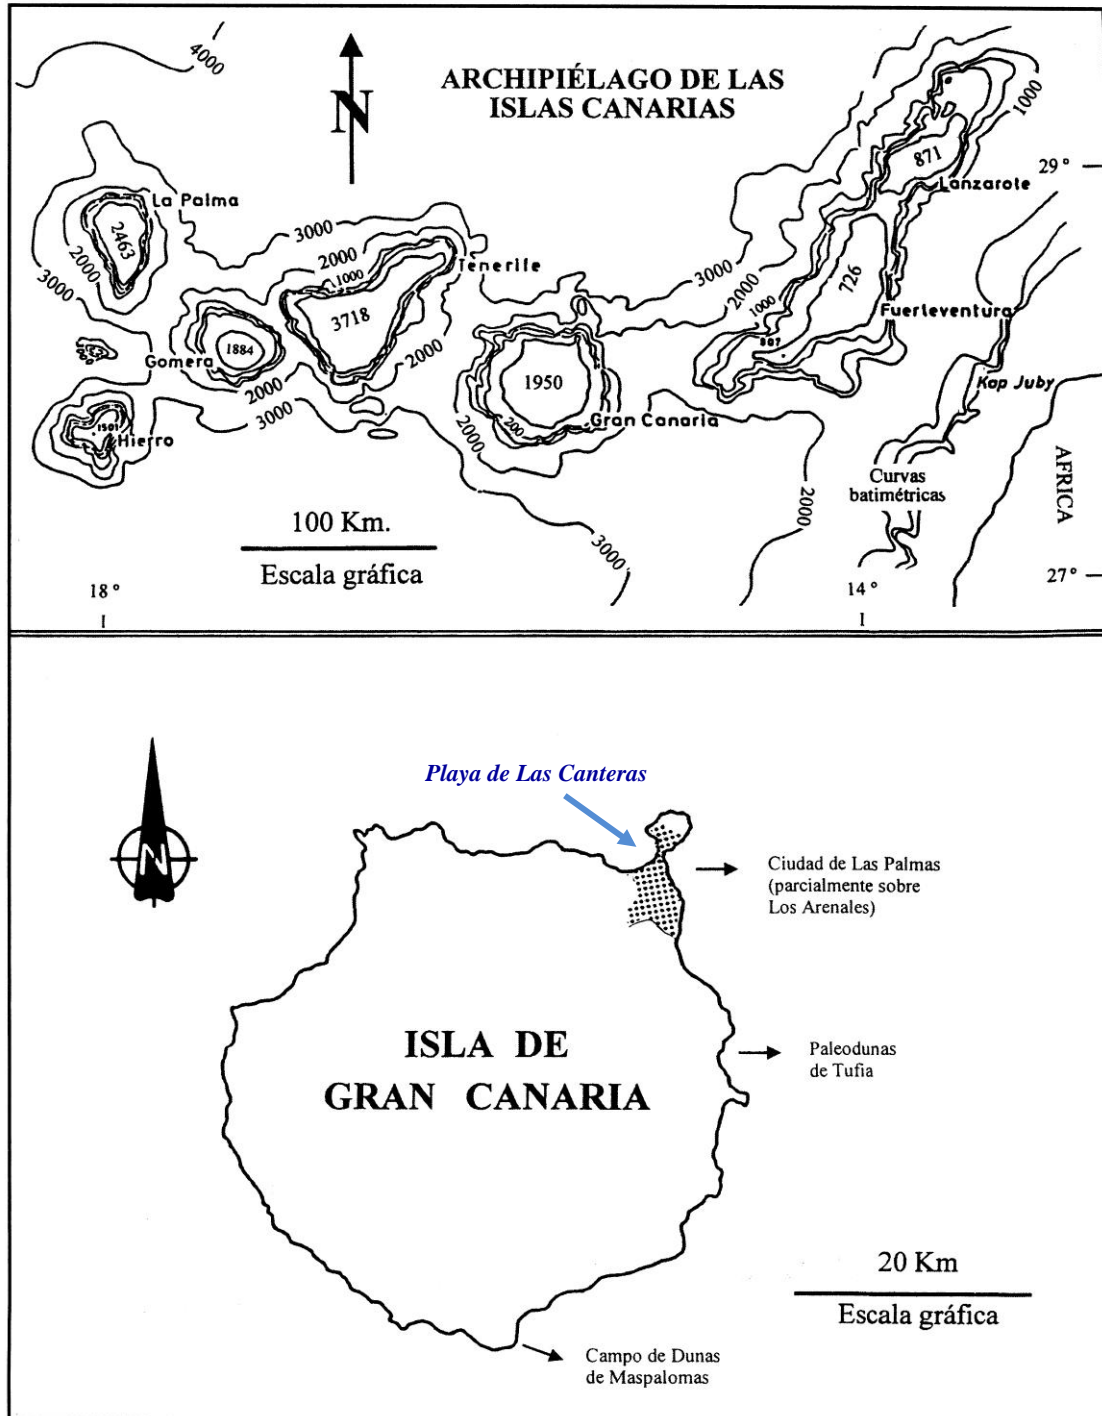 ARCHIPIÉLAGO DE LAS
ISLAS CANARIAS
N
4000
1000
29°
871
Lanzarote
La Palma
2463
2000
3000
3000
2000
1000
Tenerife
3718
3000
2000
1000
726
Fuerteventura
807
Gomera
1884
2000
3000
2000
1950
200
Gran Canaria
2000
Kap Juby
1501
Hierro
Curvas
batimétricas
AFRICA
2000
3000
100 Km.
Escala gráfica
18°
14°
27°
Playa de Las Canteras
N
Ciudad de Las Palmas
(parcialmente sobre
Los Arenales)
ISLA DE
GRAN CANARIA
Paleodunas
de Tufia
20 Km
Escala gráfica
Campo de Dunas
de Maspalomas